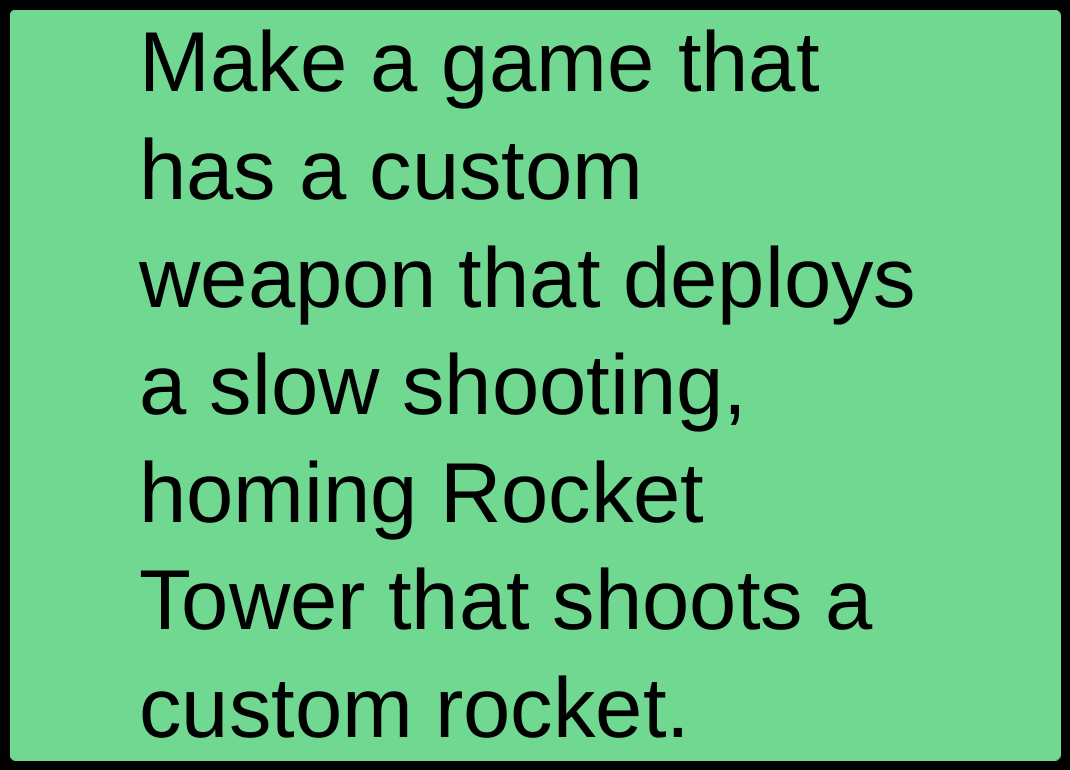 Make a game that
has a custom
weapon that deploys
a slow shooting,
homing Rocket
Tower that shoots a
custom rocket.